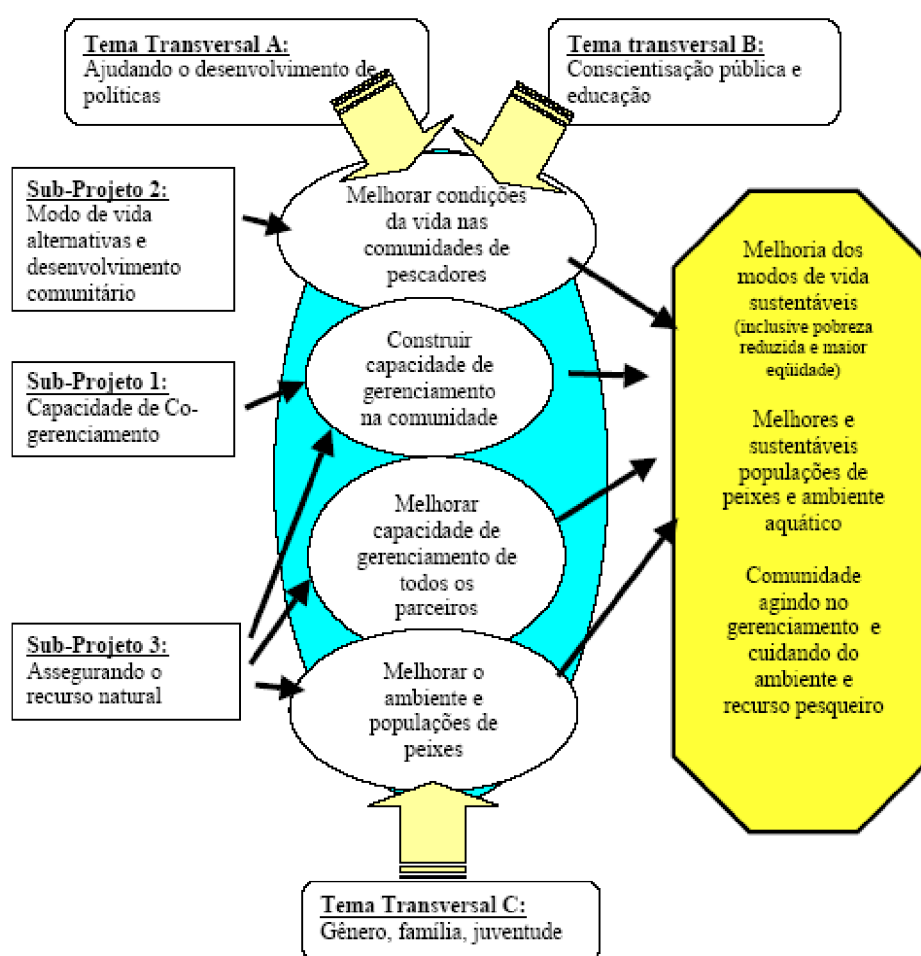 Tema Transversal A:
Ajudando o desenvolvimento de
políticas
Tema transversal B:
Conscientisação pública e
educação
Sub-Projeto 2:
Modo de vida
alternativas e
desenvolvimento
comunitário
Sub-Projeto 1:
Capacidade de Co-
gerenciamento
Sub-Projeto 3:
Assegurando o
recurso natural
Melhorar condições
da vida nas
comunidades de
pescadores
Construir
capacidade de
gerenciamento
na comunidade
Melhorar
capacidade de
gerenciamento de
todos os
parceiros
Melhorar o
ambiente e
populações de
peixes
Melhoria dos
modos de vida
sustentáveis
(inclusive pobreza
reduzida e maior
eqüidade)
Melhores e
sustentáveis
populações de
peixes e ambiente
aquático
Comunidade
agindo no
gerenciamento e
cuidando do
ambiente e
recurso pesqueiro
Tema Transversal C:
Gênero, família, juventude